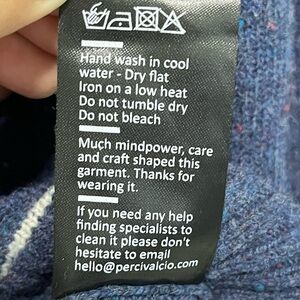 Hand wash in cool
water - Dry flat
Iron on a low heat
Do not tumble dry
Do not bleach
Much mindpower, care
and craft shaped this
garment. Thanks for
wearing it.
If you need any help
finding specialists to
clean it please don't
hesitate to email
hello@percivalclo.com